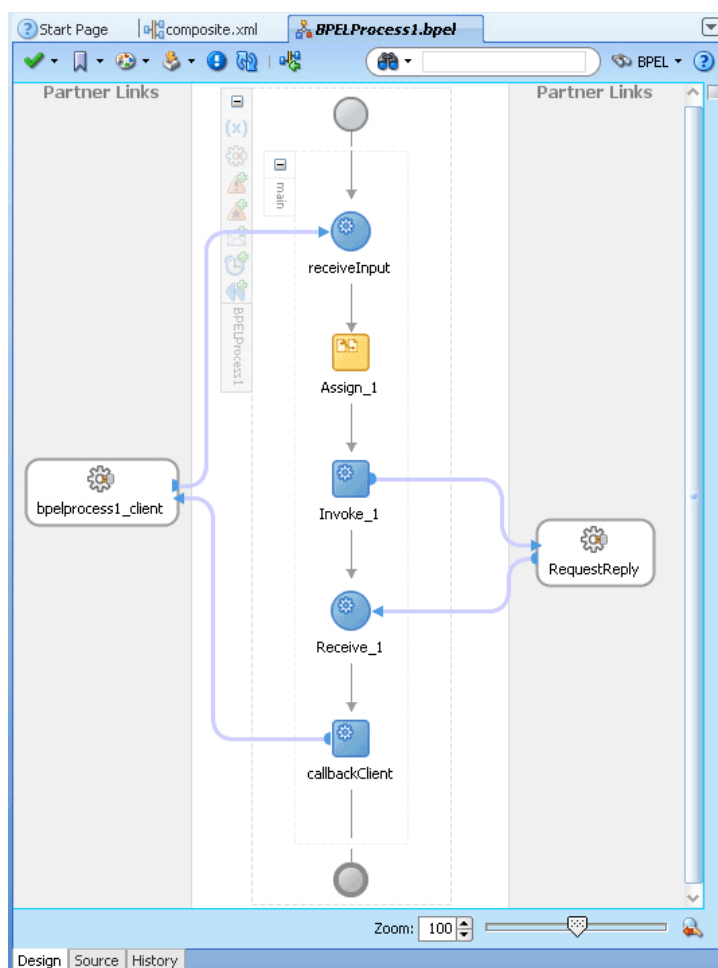 Start Page
composite.xml
BPELProcess1.bpel
BPEL
Partner Links
Partner Links
(x)
main
receiveInput
BPELProcess1
Assign_1
bpelprocess1_client
Invoke_1
RequestReply
Receive_1
callbackClient
Zoom: 100
Design Source History